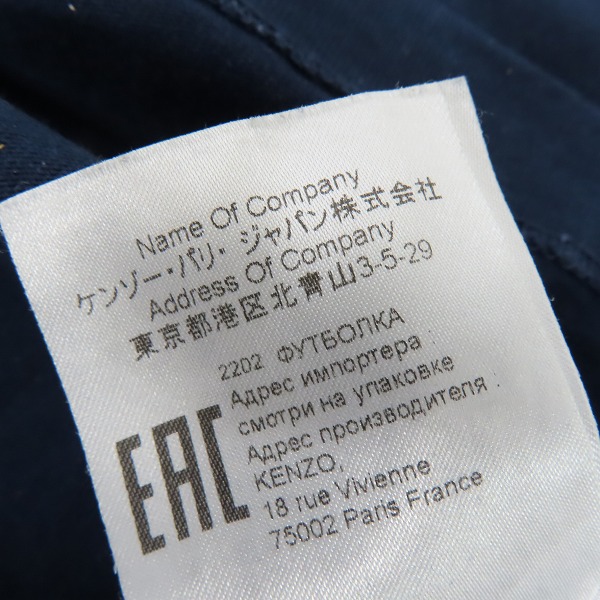 Name Of Company
ケンゾー・パリ・ジャパン株式会社
Address Of Company
東京都港区北青山3-5-29
2202 ФУТБОЛКА
Адрес импортера :
смотри на упаковке
Адрес производителя :
KENZO,
18 rue Vivienne
75002 Paris France
EAC